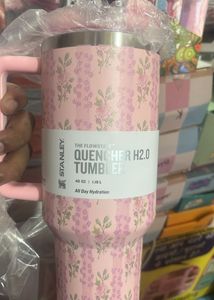 STANLEY
THE FLOWSTATE
QUENCHER H2.0
TUMBLER
40 OZ | 1.18 L
All Day Hydration